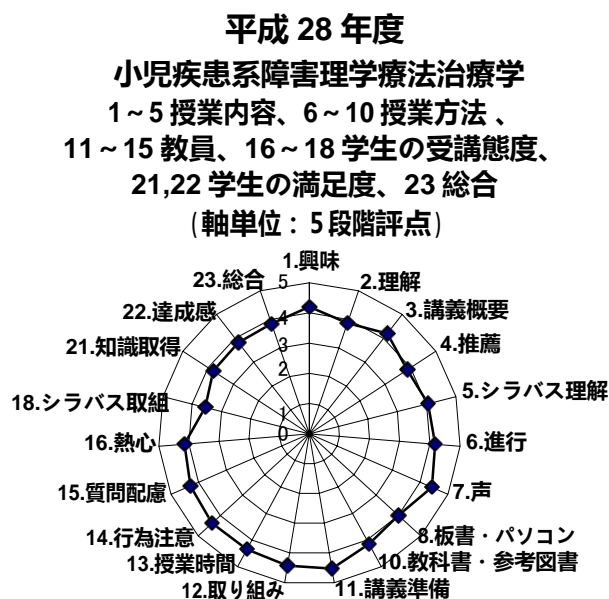 平成 28 年度
小児疾患系障害理学療法治療学
1~5 授業内容、6~10 授業方法 、
11~15 教員、16~18 学生の受講態度、
21,22 学生の満足度、23 総合
(軸単位:5段階評点)
1.興味
2.理解
3.講義概要
4.推薦
5.シラバス理解
6.進行
7.声
8.板書・パソコン
10.教科書・参考図書
11.講義準備
12.取り組み
13.授業時間
14.行為注意
15.質問配慮
16.熱心
18.シラバス取組
21.知識取得
22.達成感
23.総合
5
4
3
2
1
0